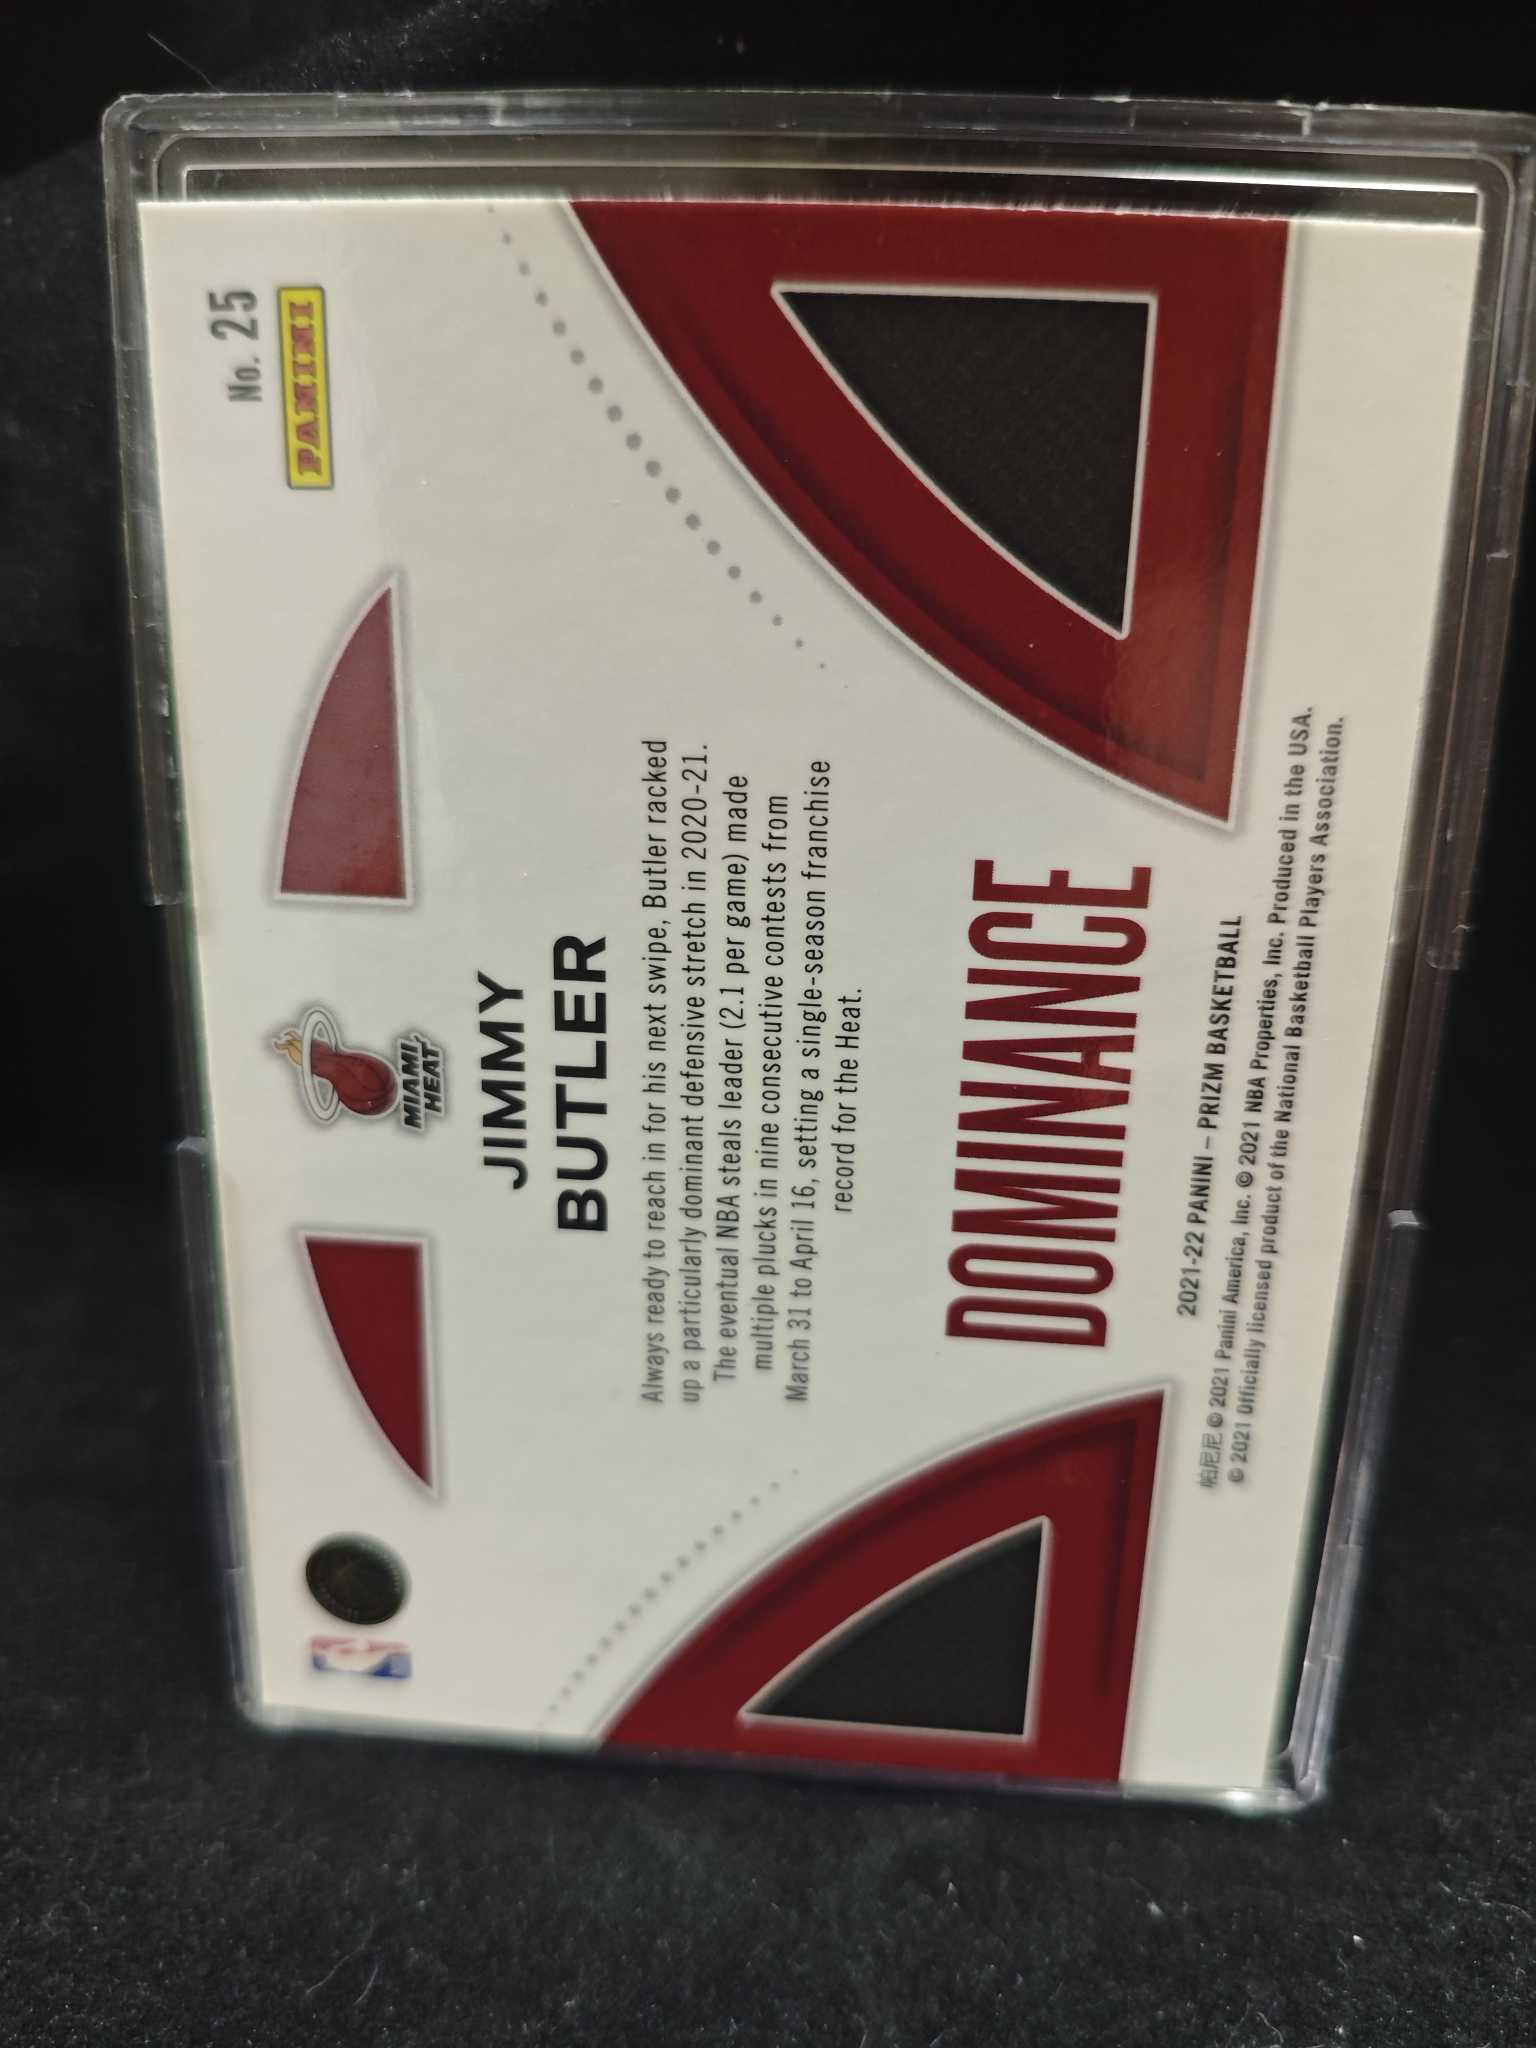 No. 25
PANINI
MIAMI
HEAT
JIMMY
BUTLER
Always ready to reach in for his next swipe, Butler racked
up a particularly dominant defensive stretch in 2020-21.
The eventual NBA steals leader (2.1 per game) made
multiple plucks in nine consecutive contests from
March 31 to April 16, setting a single-season franchise
record for the Heat.
DOMINANCE
2021-22 PANINI – PRIZM BASKETBALL
帕尼尼 © 2021 Panini America, Inc. © 2021 NBA Properties, Inc. Produced in the USA.
© 2021 Officially licensed product of the National Basketball Players Association.